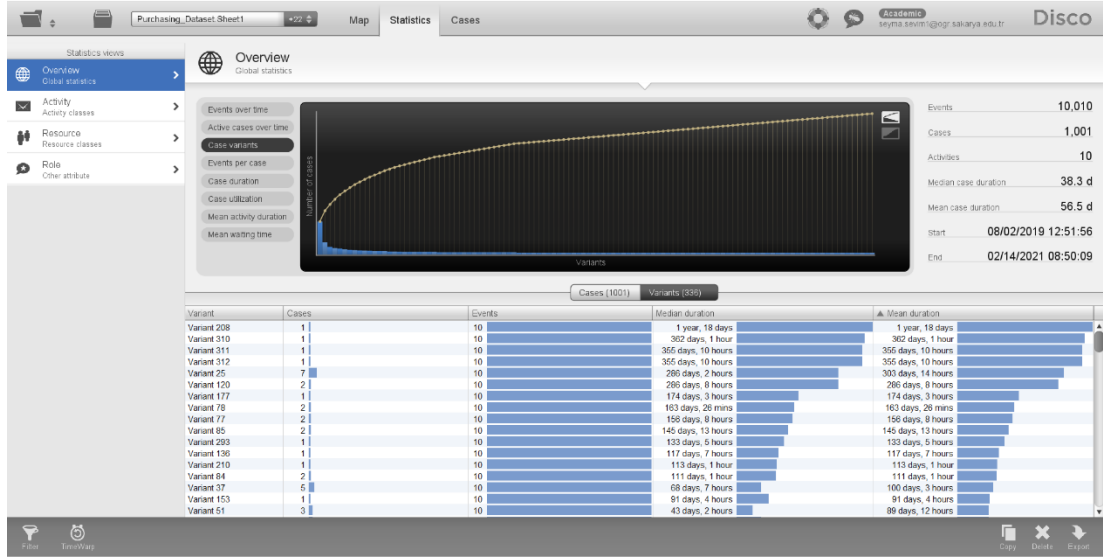 Purchasing_Dataset.Sheet1 +22 Map Statistics Cases Academic
seyma.sevim1@ogr.sakarya.edu.tr Disco
Statistics views
Overview
Global statistics
Activity
Activity classes
Resource
Resource classes
Role
Other attribute
Overview
Global statistics
Events over time
Active cases over time
Case variants
Events per case
Case duration
Case utilization
Mean activity duration
Mean waiting time
Number of cases
Variants
Events 10,010
Cases 1,001
Activities 10
Median case duration 38.3 d
Mean case duration 56.5 d
Start 08/02/2019 12:51:56
End 02/14/2021 08:50:09
Cases (1001) Variants (336)
Variant Cases Events Median duration Mean duration
Variant 208 1 10 1 year, 18 days 1 year, 18 days
Variant 310 1 10 362 days, 1 hour 362 days, 1 hour
Variant 311 1 10 355 days, 10 hours 355 days, 10 hours
Variant 312 1 10 355 days, 10 hours 355 days, 10 hours
Variant 25 7 10 286 days, 2 hours 303 days, 14 hours
Variant 120 2 10 286 days, 8 hours 286 days, 8 hours
Variant 177 1 10 174 days, 3 hours 174 days, 3 hours
Variant 78 2 10 163 days, 26 mins 163 days, 26 mins
Variant 77 2 10 156 days, 8 hours 156 days, 8 hours
Variant 85 2 10 145 days, 13 hours 145 days, 13 hours
Variant 293 1 10 133 days, 5 hours 133 days, 5 hours
Variant 136 1 10 117 days, 7 hours 117 days, 7 hours
Variant 210 1 10 113 days, 1 hour 113 days, 1 hour
Variant 84 2 10 111 days, 1 hour 111 days, 1 hour
Variant 37 5 10 68 days, 7 hours 100 days, 3 hours
Variant 153 1 10 91 days, 4 hours 91 days, 4 hours
Variant 51 3 10 43 days, 2 hours 89 days, 12 hours
Filter TimeWarp Copy Delete Export